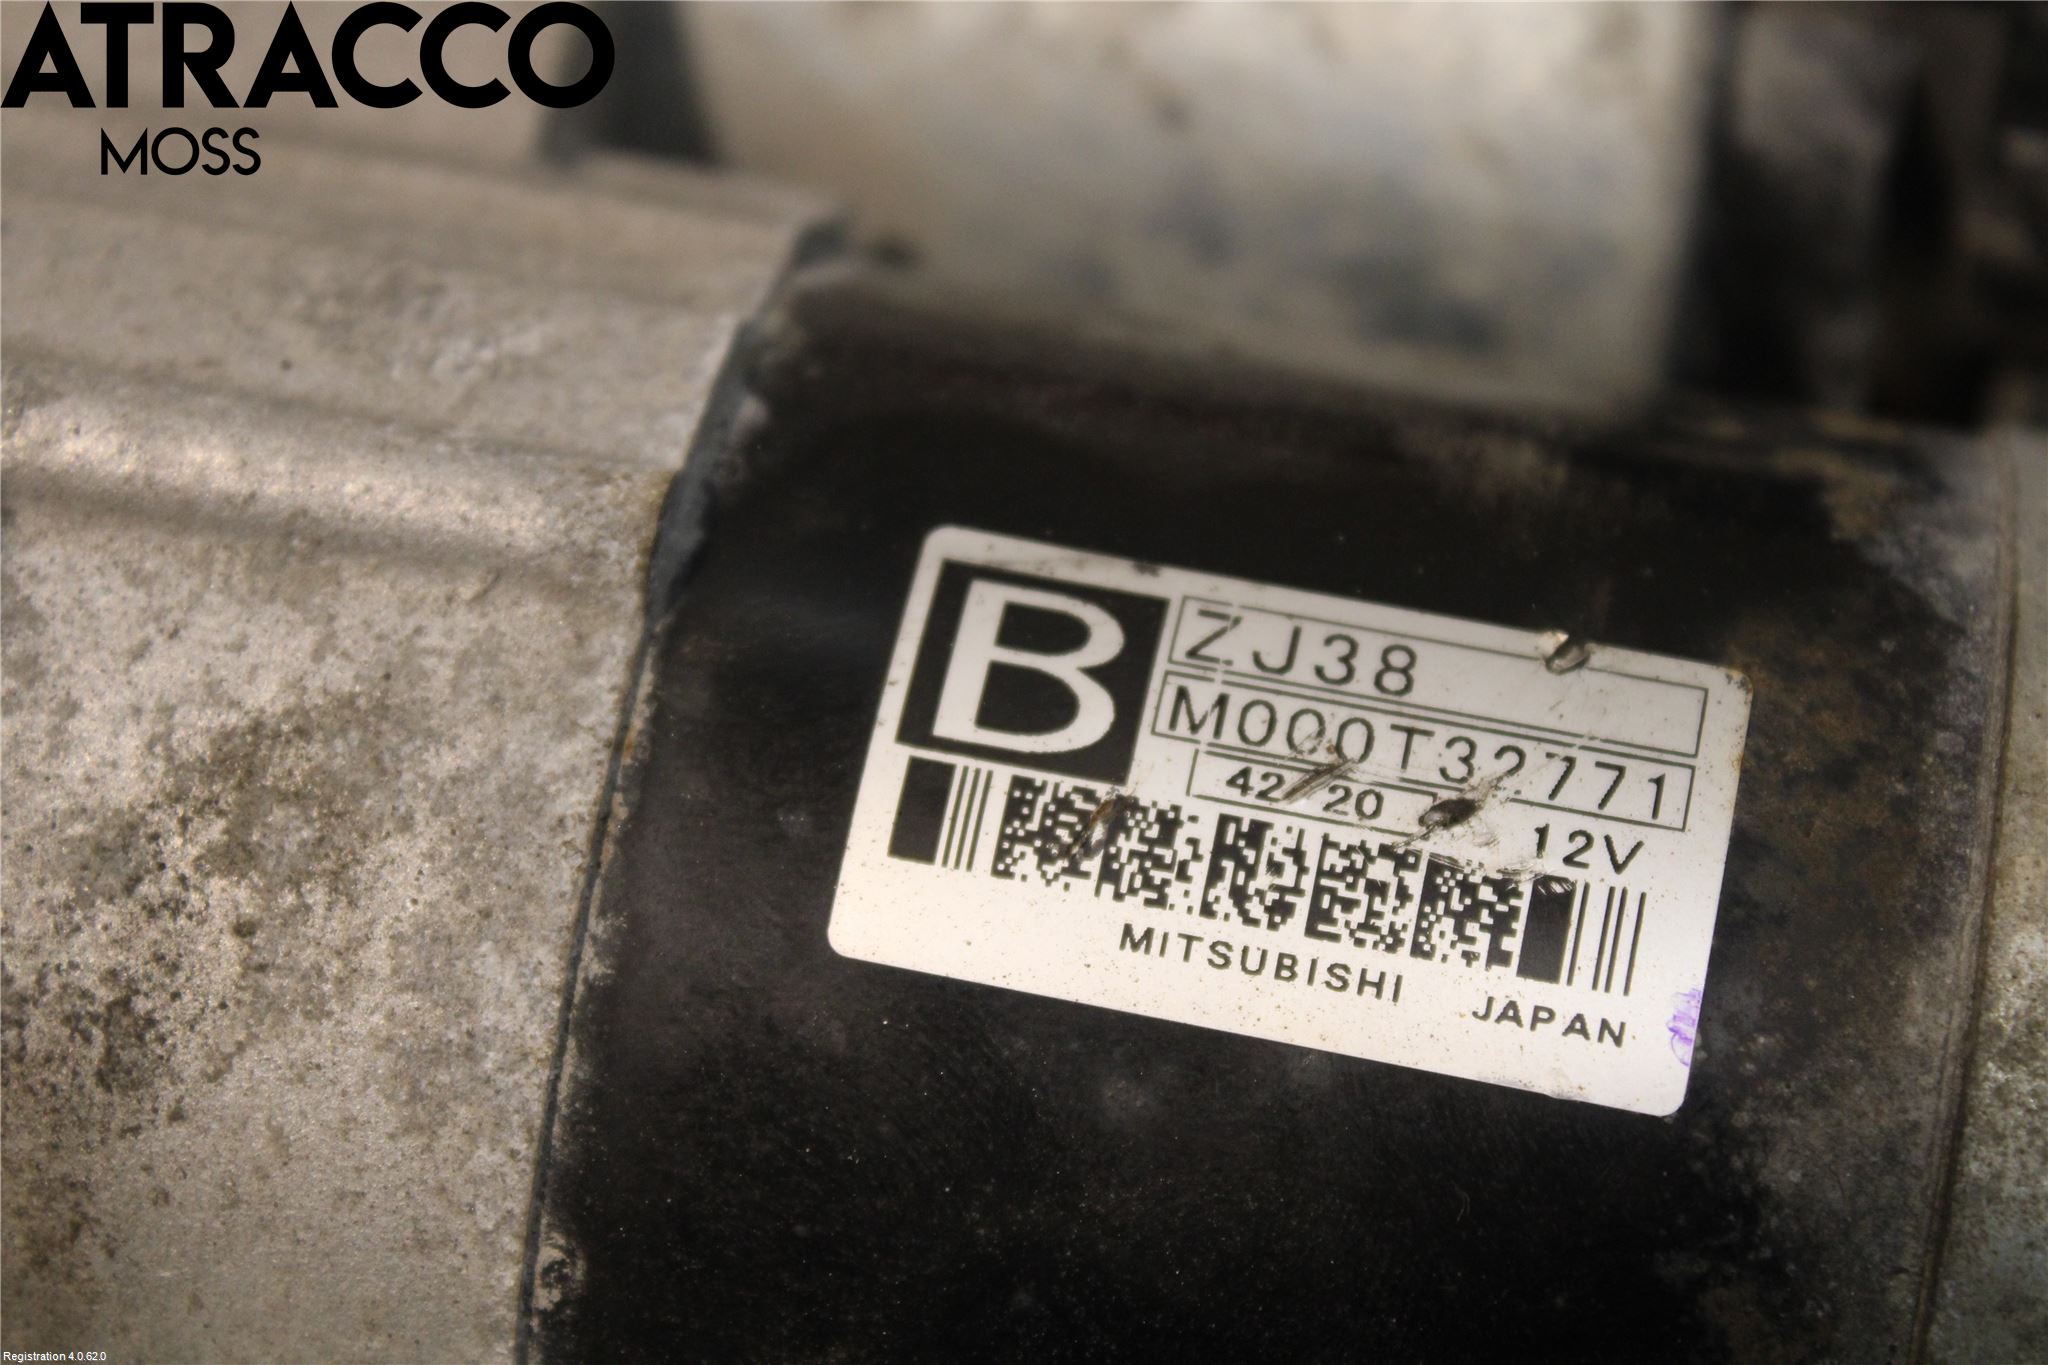 ATRACCO
MOSS
B
ZJ38
M000T32771
42 20
12V
MITSUBISHI JAPAN
Registration 4.0.62.0